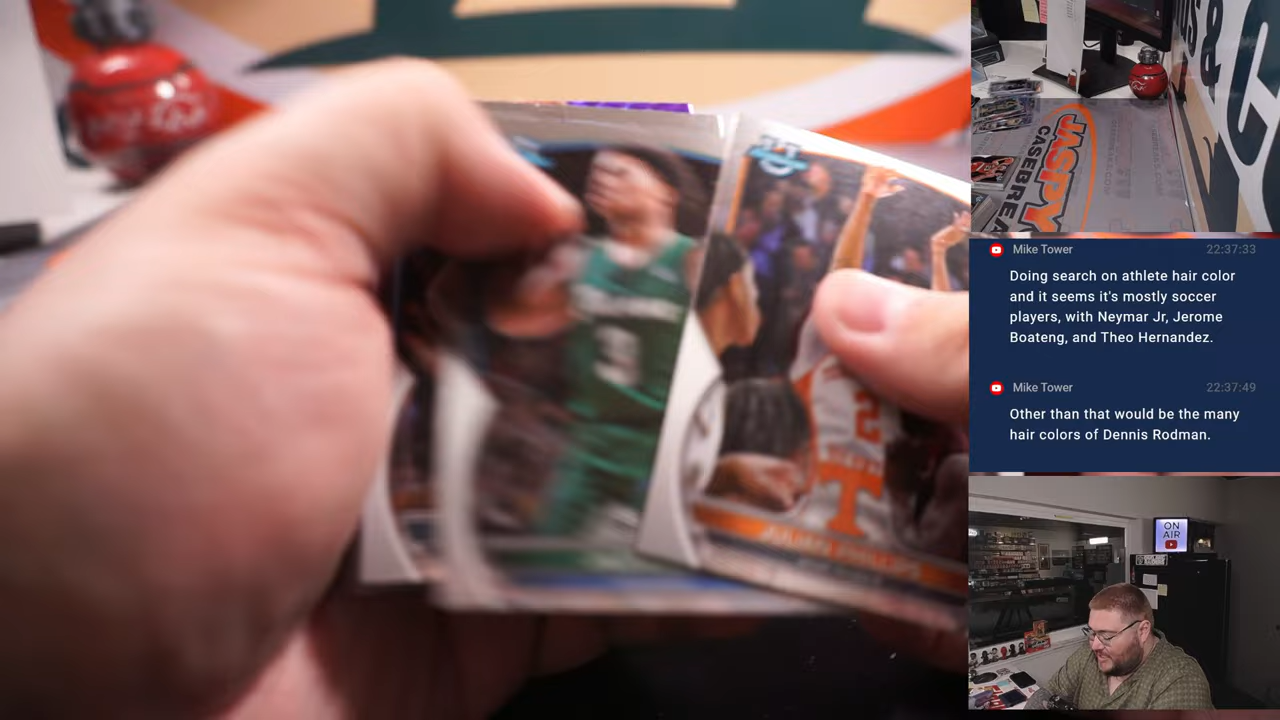 JASPY
Mike Tower 22:37:33
Doing search on athlete hair color
and it seems it's mostly soccer
players, with Neymar Jr, Jerome
Boateng, and Theo Hernandez.
Mike Tower 22:37:49
Other than that would be the many
hair colors of Dennis Rodman.
ON
AIR
3
2
T